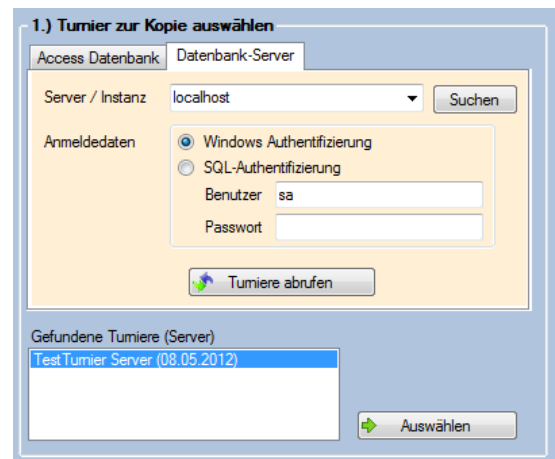 1.) Turnier zur Kopie auswählen
Access Datenbank Datenbank-Server
Server / Instanz localhost Suchen
Anmeldedaten Windows Authentifizierung
SQL-Authentifizierung
Benutzer sa
Passwort
Turniere abrufen
Gefundene Turniere (Server)
TestTurnier Server (08.05.2012)
Auswählen